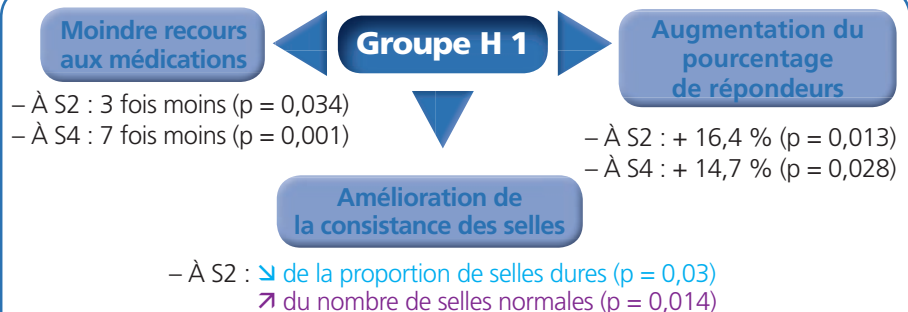 Groupe H 1
Moindre recours
aux médications
– À S2 : 3 fois moins (p = 0,034)
– À S4 : 7 fois moins (p = 0,001)
Augmentation du
pourcentage
de répondeurs
– À S2 : + 16,4 % (p = 0,013)
– À S4 : + 14,7 % (p = 0,028)
Amélioration de
la consistance des selles
– À S2 : ↘ de la proportion de selles dures (p = 0,03)
↗ du nombre de selles normales (p = 0,014)